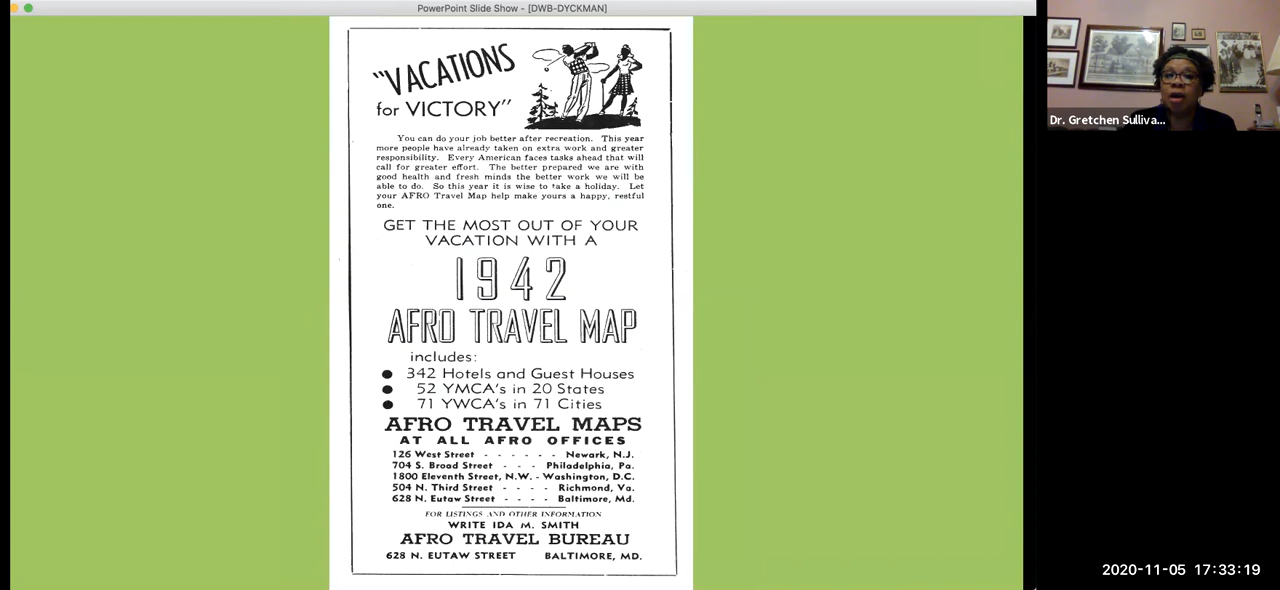 PowerPoint Slide Show - [DWB-DYCKMAN]
"VACATIONS
for VICTORY"
You can do your job better after recreation. This year
more people have already taken on extra work and greater
responsibility. Every American faces tasks ahead that will
call for greater effort. The better prepared we are with
good health and fresh minds the better work we will be
able to do. So this year it is wise to take a holiday. Let
your AFRO Travel Map help make yours a happy, restful
one.
GET THE MOST OUT OF YOUR
VACATION WITH A
1942
AFRO TRAVEL MAP
includes:
● 342 Hotels and Guest Houses
● 52 YMCA's in 20 States
● 71 YWCA's in 71 Cities
AFRO TRAVEL MAPS
AT ALL AFRO OFFICES
126 West Street - - - - - - Newark, N.J.
704 S. Broad Street - - - Philadelphia, Pa.
1800 Eleventh Street, N.W. - Washington, D.C.
504 N. Third Street - - - - Richmond, Va.
628 N. Eutaw Street - - - - Baltimore, Md.
FOR LISTINGS AND OTHER INFORMATION
WRITE IDA M. SMITH
AFRO TRAVEL BUREAU
628 N. EUTAW STREET BALTIMORE, MD.
Dr. Gretchen Sulliva...
2020-11-05 17:33:19